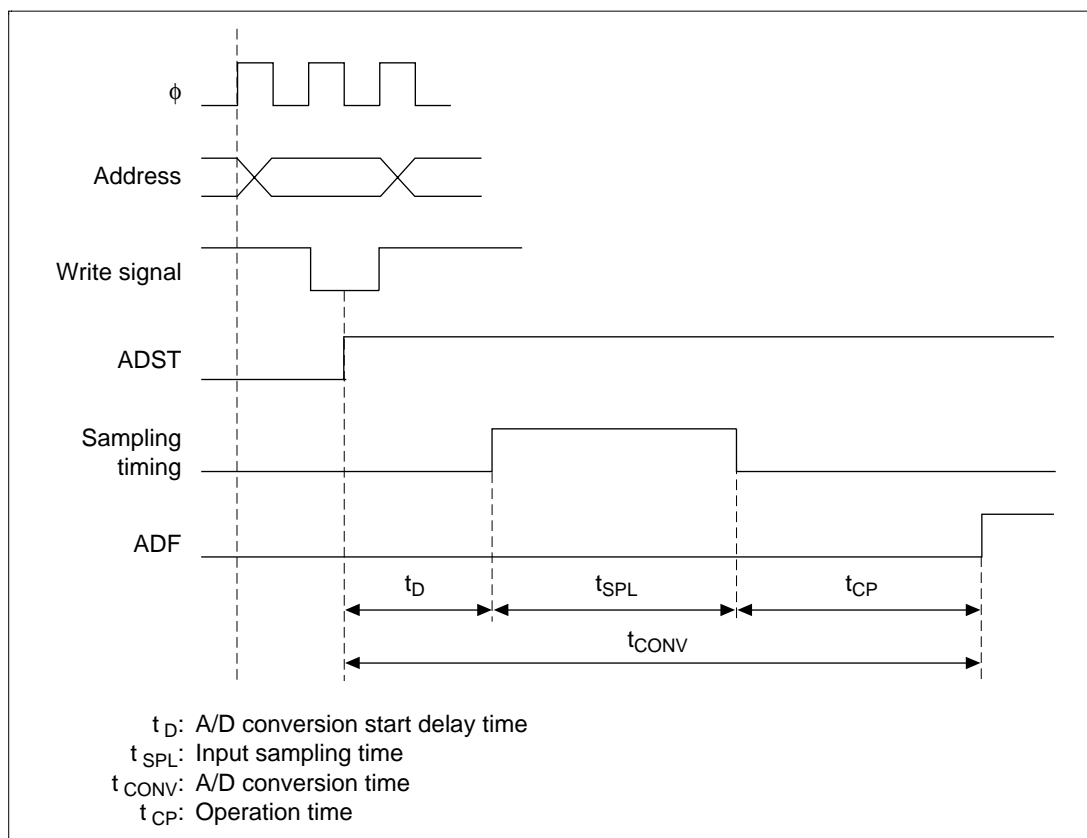 ϕ
Address
Write signal
ADST
Sampling
timing
ADF
tD
tSPL
tCP
tCONV
tD: A/D conversion start delay time
tSPL: Input sampling time
tCONV: A/D conversion time
tCP: Operation time